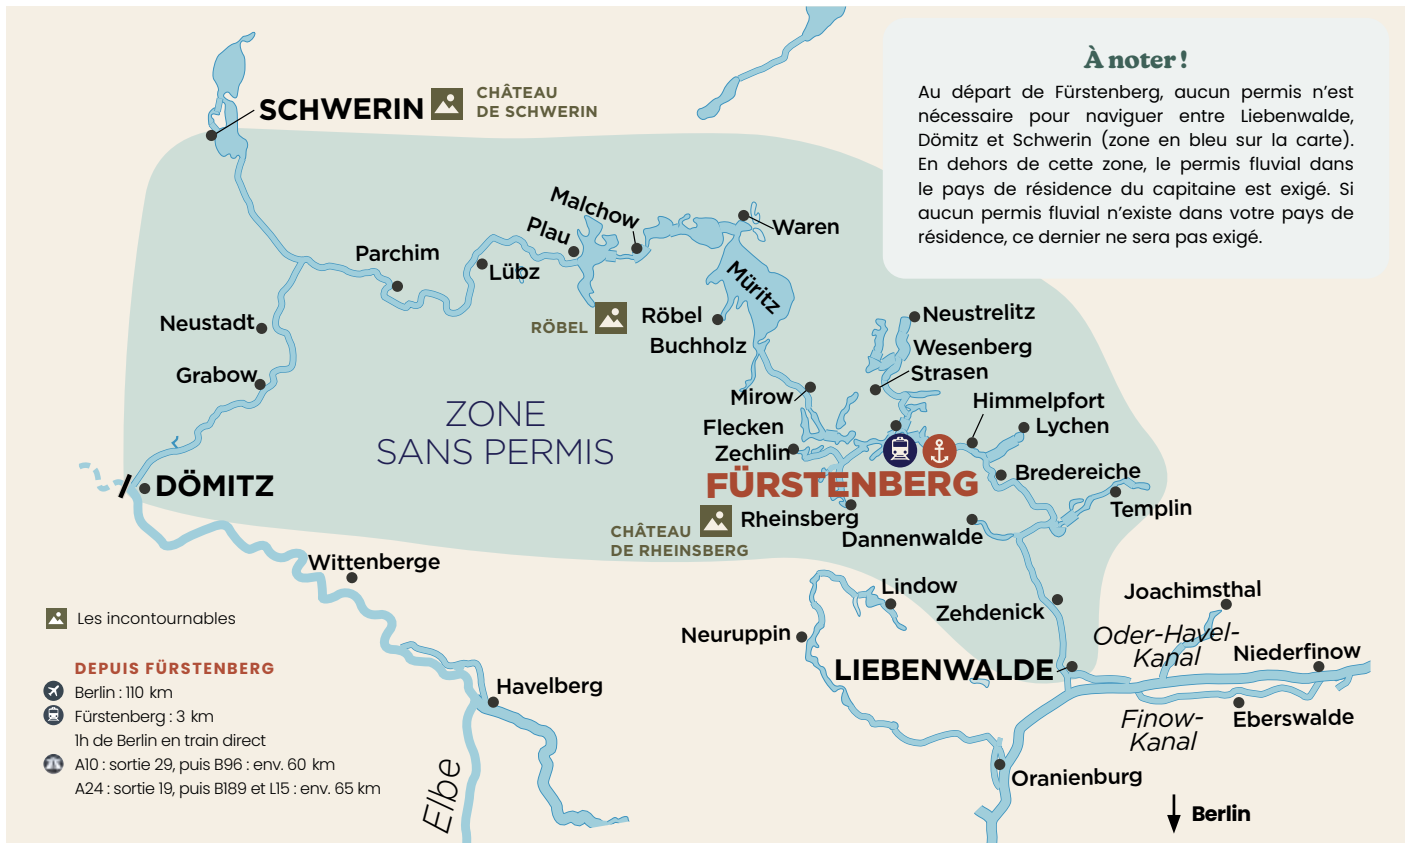 À noter !
Au départ de Fürstenberg, aucun permis n’est
nécessaire pour naviguer entre Liebenwalde,
Dömitz et Schwerin (zone en bleu sur la carte).
En dehors de cette zone, le permis fluvial dans
le pays de résidence du capitaine est exigé. Si
aucun permis fluvial n’existe dans votre pays de
résidence, ce dernier ne sera pas exigé.
SCHWERIN
CHÂTEAU
DE SCHWERIN
Malchow
Plau
Waren
Parchim
Lübz
Müritz
Neustadt
RÖBEL
Röbel
Buchholz
Neustrelitz
Wesenberg
Strasen
Grabow
Mirow
Himmelpfort
ZONE
SANS PERMIS
Flecken
Zechlin
Lychen
FÜRSTENBERG
Bredereiche
DÖMITZ
Templin
CHÂTEAU
DE RHEINSBERG
Rheinsberg
Dannenwalde
Wittenberge
Lindow
Zehdenick
Joachimsthal
Neuruppin
Oder-Havel-
Kanal
Niederfinow
LIEBENWALDE
Havelberg
Finow-
Kanal
Eberswalde
Elbe
Oranienburg
Berlin
Les incontournables
DEPUIS FÜRSTENBERG
Berlin : 110 km
Fürstenberg : 3 km
1h de Berlin en train direct
A10 : sortie 29, puis B96 : env. 60 km
A24 : sortie 19, puis B189 et L15 : env. 65 km